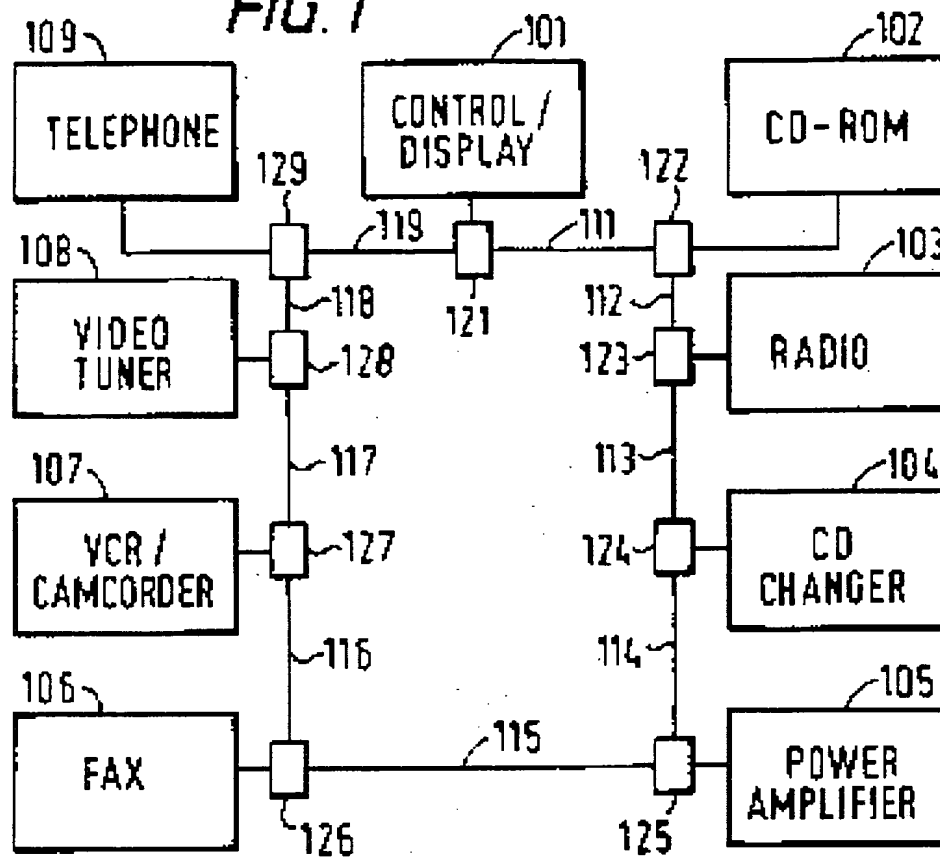 FIG. 1
109
101
102
TELEPHONE
CONTROL /
DISPLAY
CD-ROM
129
122
119
111
108
103
118
121
112
VIDEO
TUNER
128
123
RADIO
117
113
107
104
VCR /
CAMCORDER
127
124
CD
CHANGER
116
114
106
105
115
FAX
POWER
AMPLIFIER
126
125